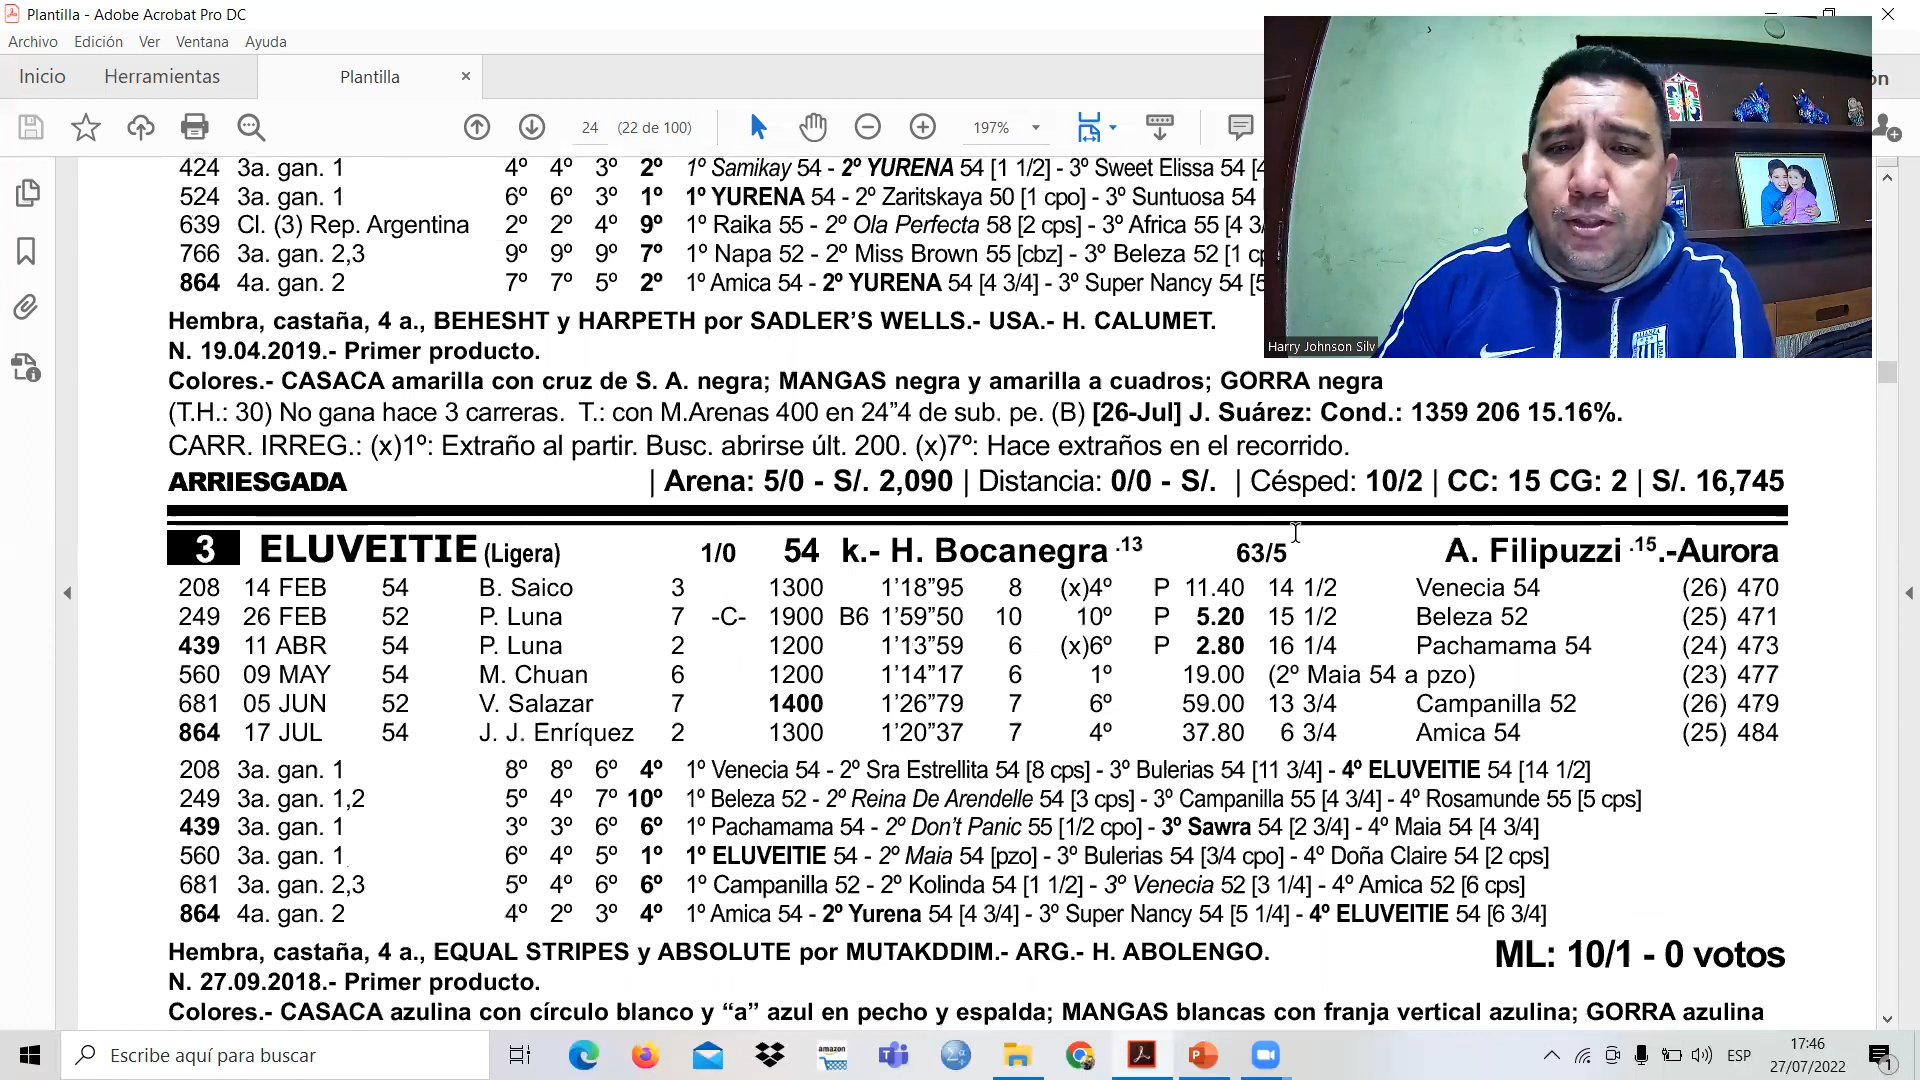 Plantilla - Adobe Acrobat Pro DC
Archivo Edición Ver Ventana Ayuda
Inicio Herramientas Plantilla × ón
24 (22 de 100) 197%
424 3a. gan. 1 4º 4º 3º 2º 1º Samikay 54 - 2º YURENA 54 [1 1/2] - 3º Sweet Elissa 54 [4
524 3a. gan. 1 6º 6º 3º 1º 1º YURENA 54 - 2º Zaritskaya 50 [1 cpo] - 3º Suntuosa 54
639 Cl. (3) Rep. Argentina 2º 2º 4º 9º 1º Raika 55 - 2º Ola Perfecta 58 [2 cps] - 3º Africa 55 [4 3/
766 3a. gan. 2,3 9º 9º 9º 7º 1º Napa 52 - 2º Miss Brown 55 [cbz] - 3º Beleza 52 [1 cp
864 4a. gan. 2 7º 7º 5º 2º 1º Amica 54 - 2º YURENA 54 [4 3/4] - 3º Super Nancy 54 [5
Harry Johnson Silv
Hembra, castaña, 4 a., BEHESHT y HARPETH por SADLER'S WELLS.- USA.- H. CALUMET.
N. 19.04.2019.- Primer producto.
Colores.- CASACA amarilla con cruz de S. A. negra; MANGAS negra y amarilla a cuadros; GORRA negra
(T.H.: 30) No gana hace 3 carreras. T.: con M.Arenas 400 en 24"4 de sub. pe. (B) [26-Jul] J. Suárez: Cond.: 1359 206 15.16%.
CARR. IRREG.: (x)1º: Extraño al partir. Busc. abrirse últ. 200. (x)7º: Hace extraños en el recorrido.
ARRIESGADA | Arena: 5/0 - S/. 2,090 | Distancia: 0/0 - S/. | Césped: 10/2 | CC: 15 CG: 2 | S/. 16,745
3 ELUVEITIE (Ligera) 1/0 54 k.- H. Bocanegra .13 63/5 A. Filipuzzi .15.-Aurora
208 14 FEB 54 B. Saico 3 1300 1'18"95 8 (x)4º P 11.40 14 1/2 Venecia 54 (26) 470
249 26 FEB 52 P. Luna 7 -C- 1900 B6 1'59"50 10 10º P 5.20 15 1/2 Beleza 52 (25) 471
439 11 ABR 54 P. Luna 2 1200 1'13"59 6 (x)6º P 2.80 16 1/4 Pachamama 54 (24) 473
560 09 MAY 54 M. Chuan 6 1200 1'14"17 6 1º 19.00 (2º Maia 54 a pzo) (23) 477
681 05 JUN 52 V. Salazar 7 1400 1'26"79 7 6º 59.00 13 3/4 Campanilla 52 (26) 479
864 17 JUL 54 J. J. Enríquez 2 1300 1'20"37 7 4º 37.80 6 3/4 Amica 54 (25) 484
208 3a. gan. 1 8º 8º 6º 4º 1º Venecia 54 - 2º Sra Estrellita 54 [8 cps] - 3º Bulerias 54 [11 3/4] - 4º ELUVEITIE 54 [14 1/2]
249 3a. gan. 1,2 5º 4º 7º 10º 1º Beleza 52 - 2º Reina De Arendelle 54 [3 cps] - 3º Campanilla 55 [4 3/4] - 4º Rosamunde 55 [5 cps]
439 3a. gan. 1 3º 3º 6º 6º 1º Pachamama 54 - 2º Don't Panic 55 [1/2 cpo] - 3º Sawra 54 [2 3/4] - 4º Maia 54 [4 3/4]
560 3a. gan. 1 6º 4º 5º 1º 1º ELUVEITIE 54 - 2º Maia 54 [pzo] - 3º Bulerias 54 [3/4 cpo] - 4º Doña Claire 54 [2 cps]
681 3a. gan. 2,3 5º 4º 6º 6º 1º Campanilla 52 - 2º Kolinda 54 [1 1/2] - 3º Venecia 52 [3 1/4] - 4º Amica 52 [6 cps]
864 4a. gan. 2 4º 2º 3º 4º 1º Amica 54 - 2º Yurena 54 [4 3/4] - 3º Super Nancy 54 [5 1/4] - 4º ELUVEITIE 54 [6 3/4]
Hembra, castaña, 4 a., EQUAL STRIPES y ABSOLUTE por MUTAKDDIM.- ARG.- H. ABOLENGO. ML: 10/1 - 0 votos
N. 27.09.2018.- Primer producto.
Colores.- CASACA azulina con círculo blanco y "a" azul en pecho y espalda; MANGAS blancas con franja vertical azulina; GORRA azulina
Escribe aquí para buscar amazon ESP 17:46
27/07/2022 1